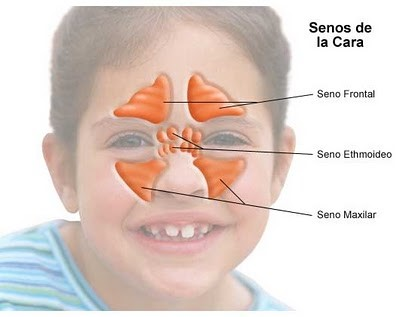 Senos de
la Cara
Seno Frontal
Seno Ethmoideo
Seno Maxilar